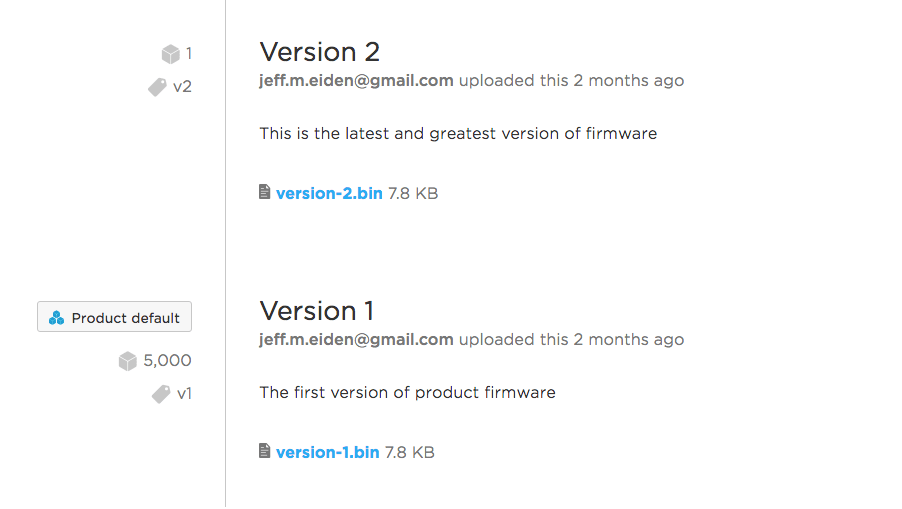 1
v2
Version 2
jeff.m.eiden@gmail.com uploaded this 2 months ago
This is the latest and greatest version of firmware
version-2.bin 7.8 KB
Product default
5,000
v1
Version 1
jeff.m.eiden@gmail.com uploaded this 2 months ago
The first version of product firmware
version-1.bin 7.8 KB